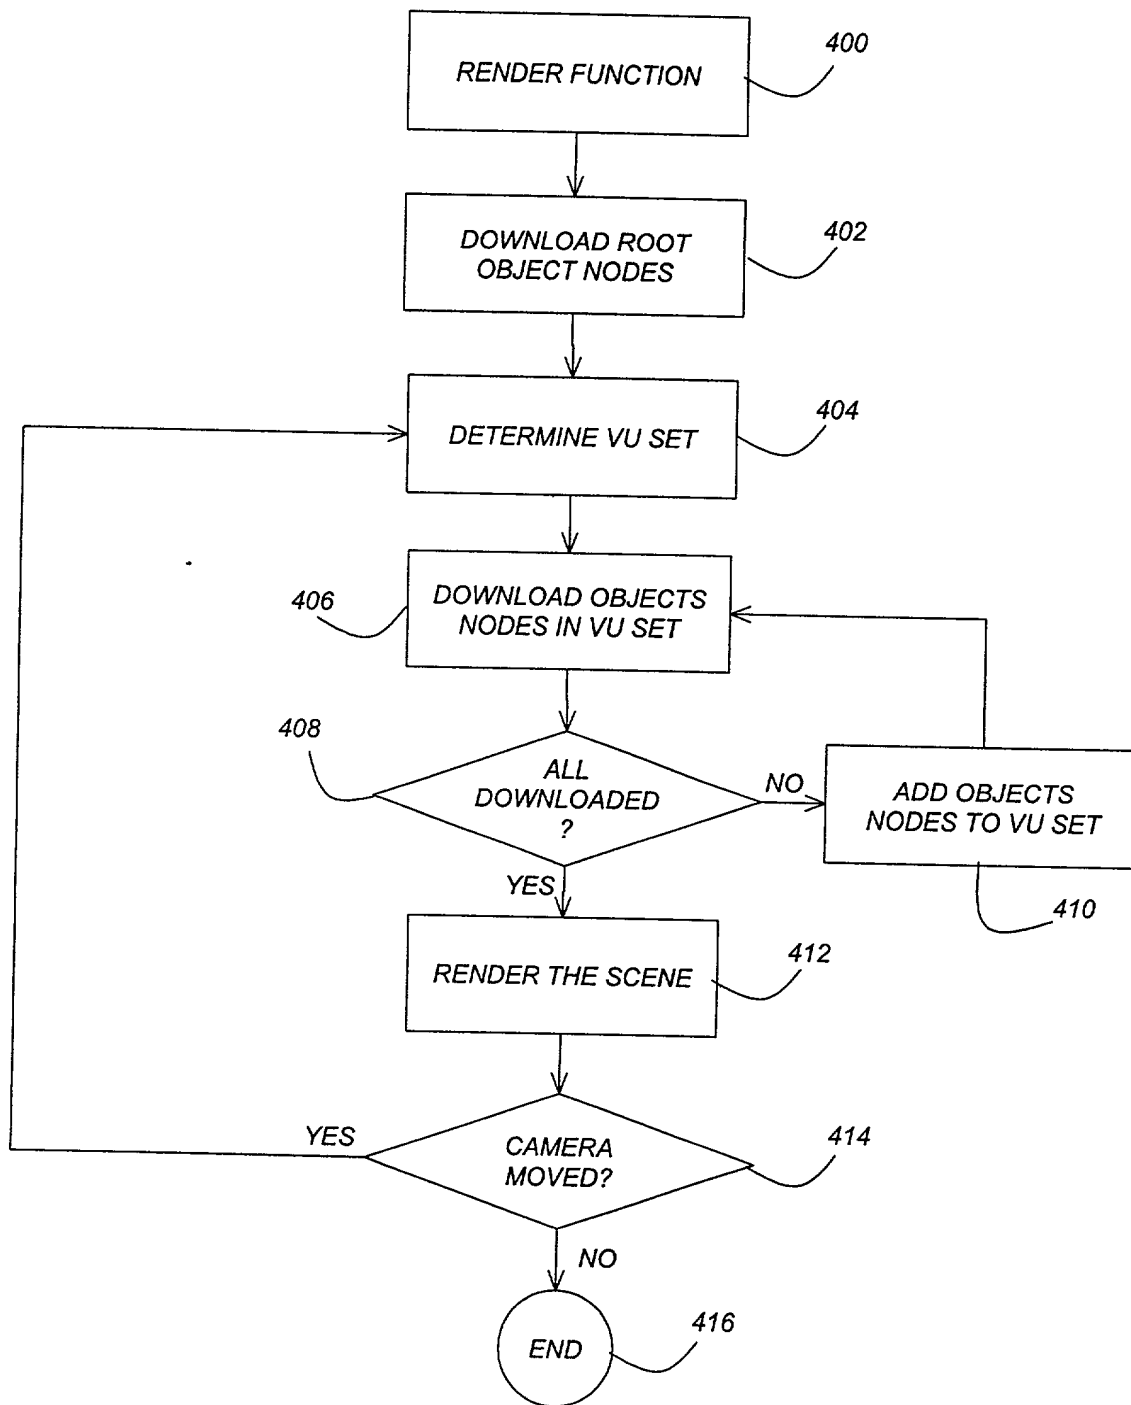 RENDER FUNCTION
400
DOWNLOAD ROOT
OBJECT NODES
402
DETERMINE VU SET
404
406
DOWNLOAD OBJECTS
NODES IN VU SET
408
ALL
DOWNLOADED
?
NO
ADD OBJECTS
NODES TO VU SET
410
YES
RENDER THE SCENE
412
YES
CAMERA
MOVED?
414
NO
END
416